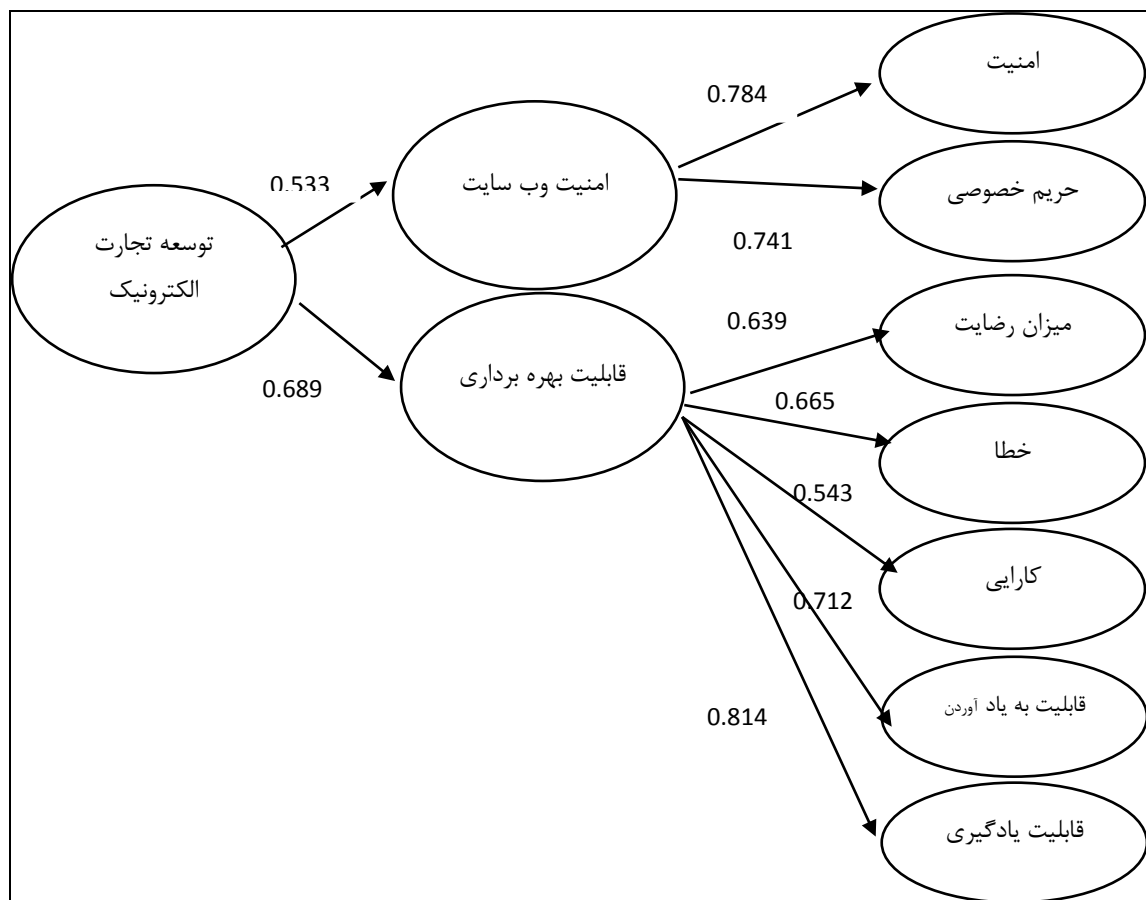 امنیت
0.784
حریم خصوصی
امنیت وب سایت
0.533
0.741
توسعه تجارت
الکترونیک
میزان رضایت
0.639
قابلیت بهره برداری
0.689
0.665
خطا
0.543
کارایی
0.712
قابلیت به یاد آوردن
0.814
قابلیت یادگیری